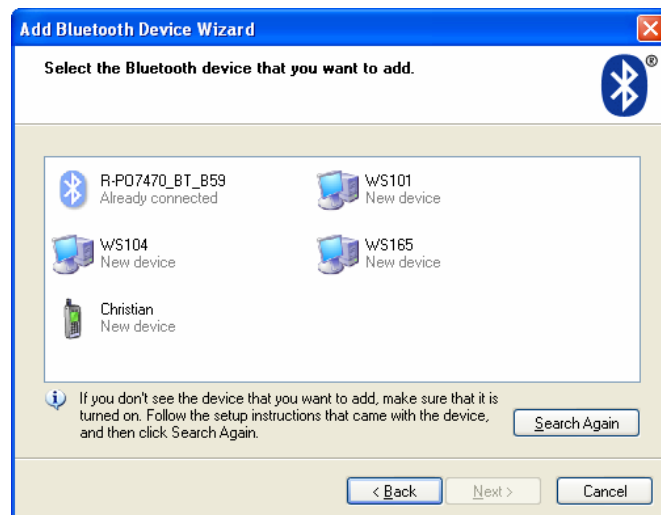 Add Bluetooth Device Wizard
Select the Bluetooth device that you want to add.
®
R-PO7470_BT_B59
Already connected
WS101
New device
WS104
New device
WS165
New device
Christian
New device
If you don't see the device that you want to add, make sure that it is
turned on. Follow the setup instructions that came with the device,
and then click Search Again.
Search Again
< Back
Next >
Cancel